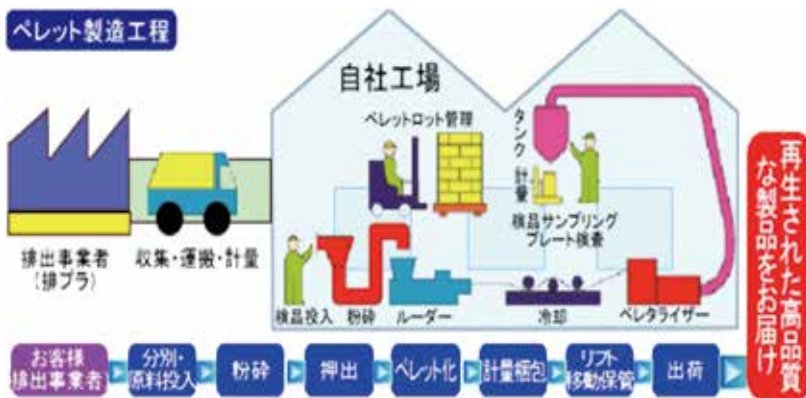 ペレット製造工程
自社工場
ペレットロット管理
タンク
計量
検品サンプリング
プレート検査
排出事業者
(排プラ)
収集・運搬・計量
検品投入
粉砕
ルーダー
冷却
ペレタライザー
お客様
排出事業者
分別・
原料投入
粉砕
押出
ペレット化
計量梱包
リフト
移動保管
出荷
再生された高品質
な製品をお届け